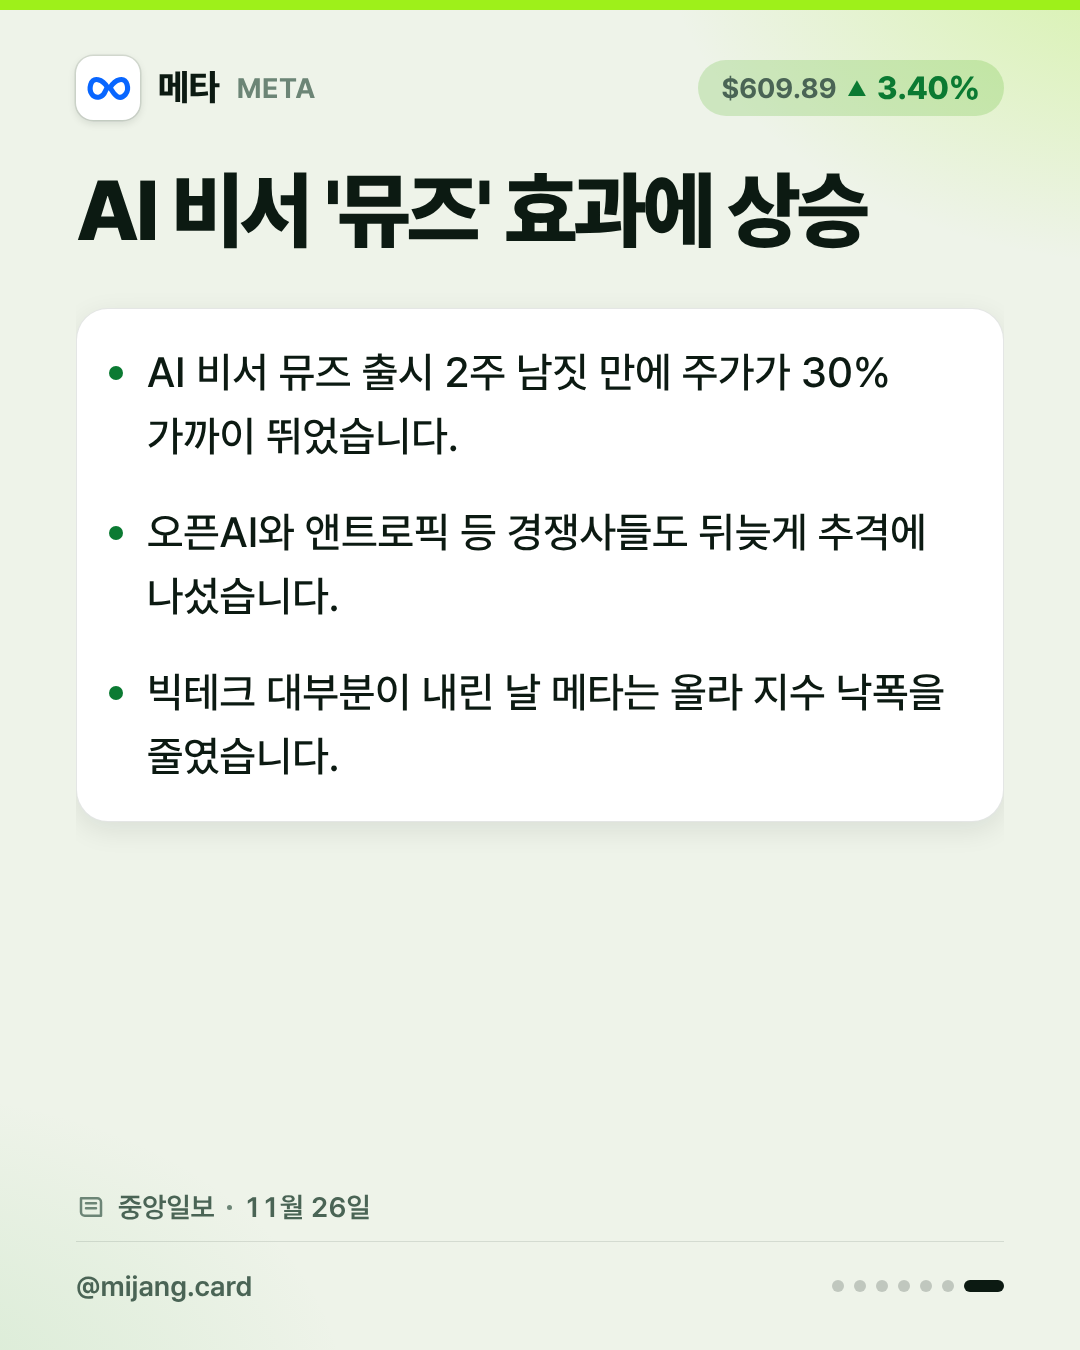 메타 META
$609.89 ▲ 3.40%
AI 비서 '뮤즈' 효과에 상승
• AI 비서 뮤즈 출시 2주 남짓 만에 주가가 30%
가까이 뛰었습니다.
• 오픈AI와 앤트로픽 등 경쟁사들도 뒤늦게 추격에
나섰습니다.
• 빅테크 대부분이 내린 날 메타는 올라 지수 낙폭을
줄였습니다.
중앙일보 · 11월 26일
@mijang.card